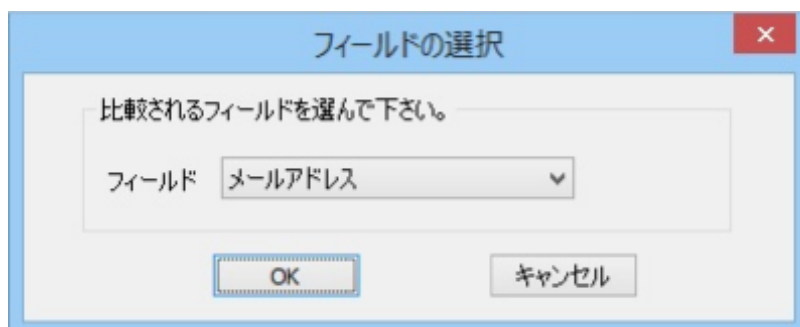 フィールドの選択
比較されるフィールドを選んで下さい。
フィールド メールアドレス
OK キャンセル